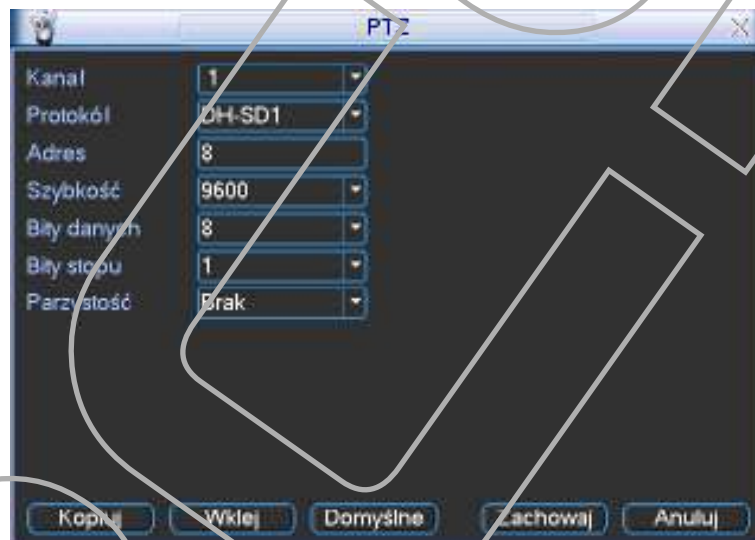 PTZ
Kanał 1
Protokół DH-SD1
Adres 8
Szybkość 9600
Bity danych 8
Bity stopu 1
Parzystość Brak
Kopiuj Wklej Domyślne Zachowaj Anuluj